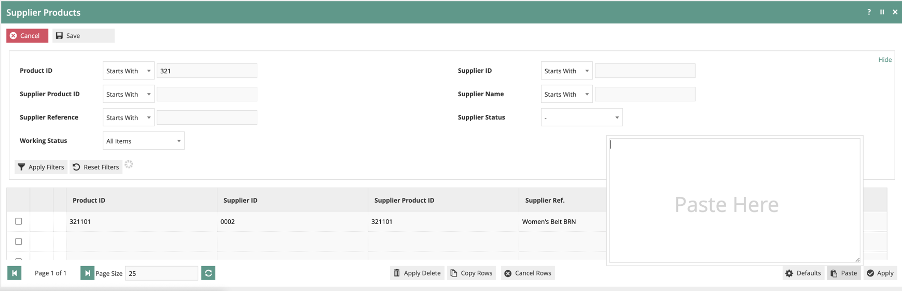 Supplier Products ? 
Cancel Save
Hide
Product ID Starts With 321 Supplier ID Starts With
Supplier Product ID Starts With Supplier Name Starts With
Supplier Reference Starts With Supplier Status -
Working Status All Items
Apply Filters Reset Filters
Paste Here
Product ID Supplier ID Supplier Product ID Supplier Ref.
321101 0002 321101 Women's Belt BRN
Page 1 of 1 Page Size 25 Apply Delete Copy Rows Cancel Rows Defaults Paste Apply